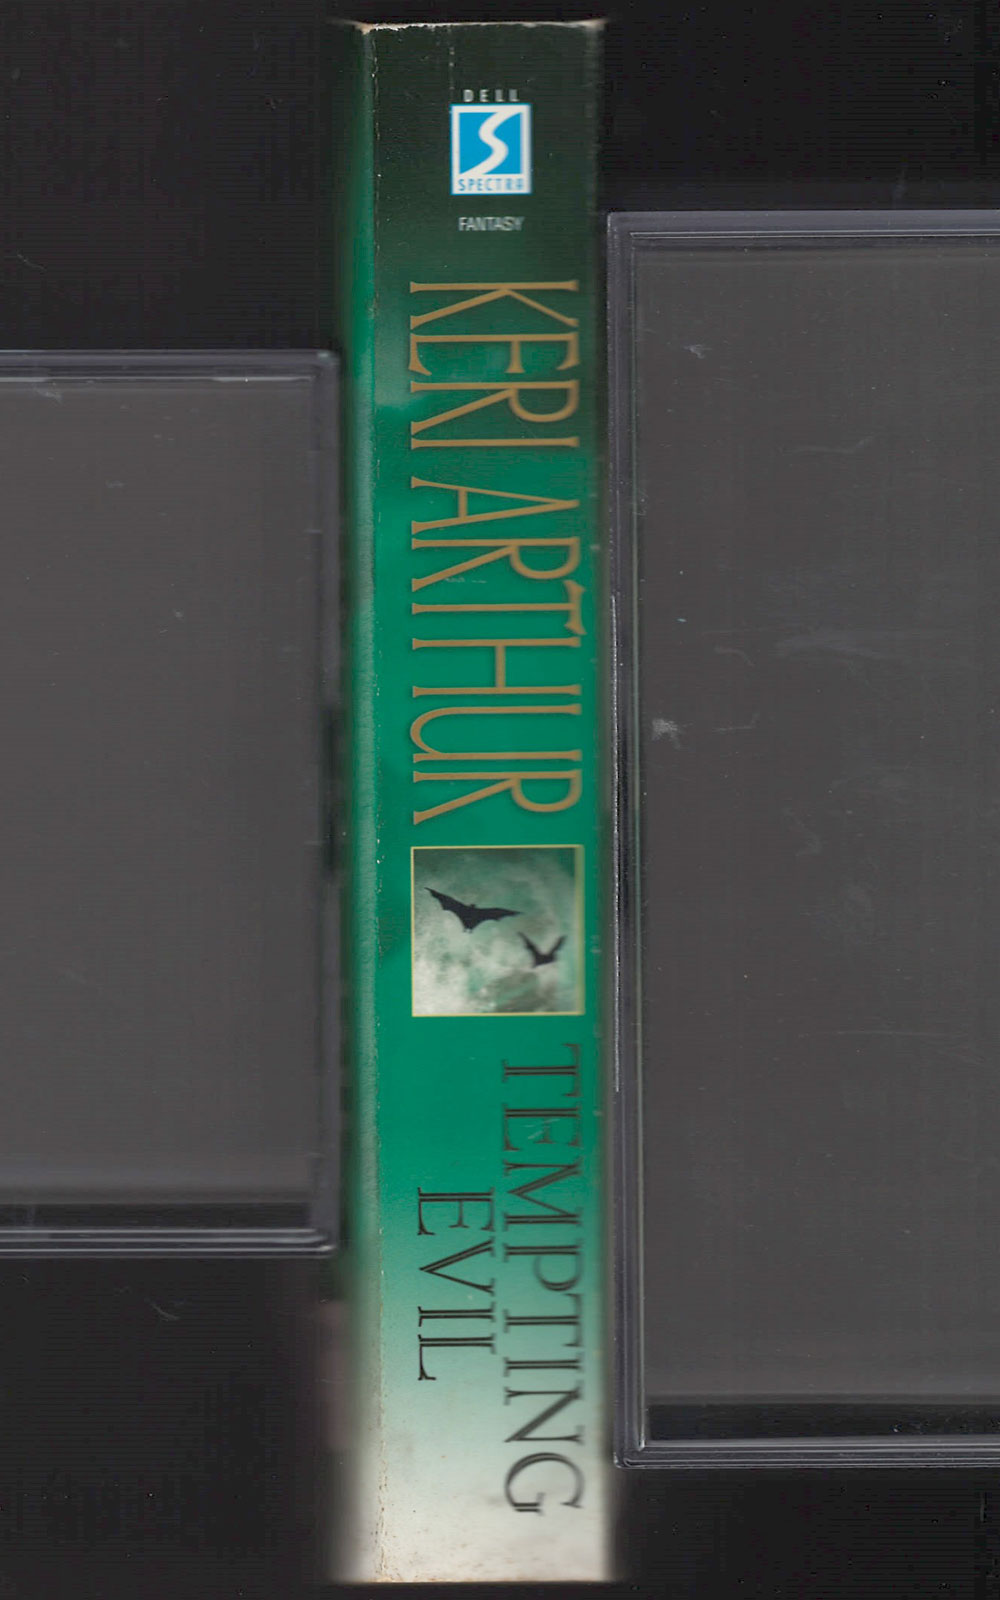 DELL
SPECTRA
FANTASY
KERI ARTHUR
TEMPTING
EVIL